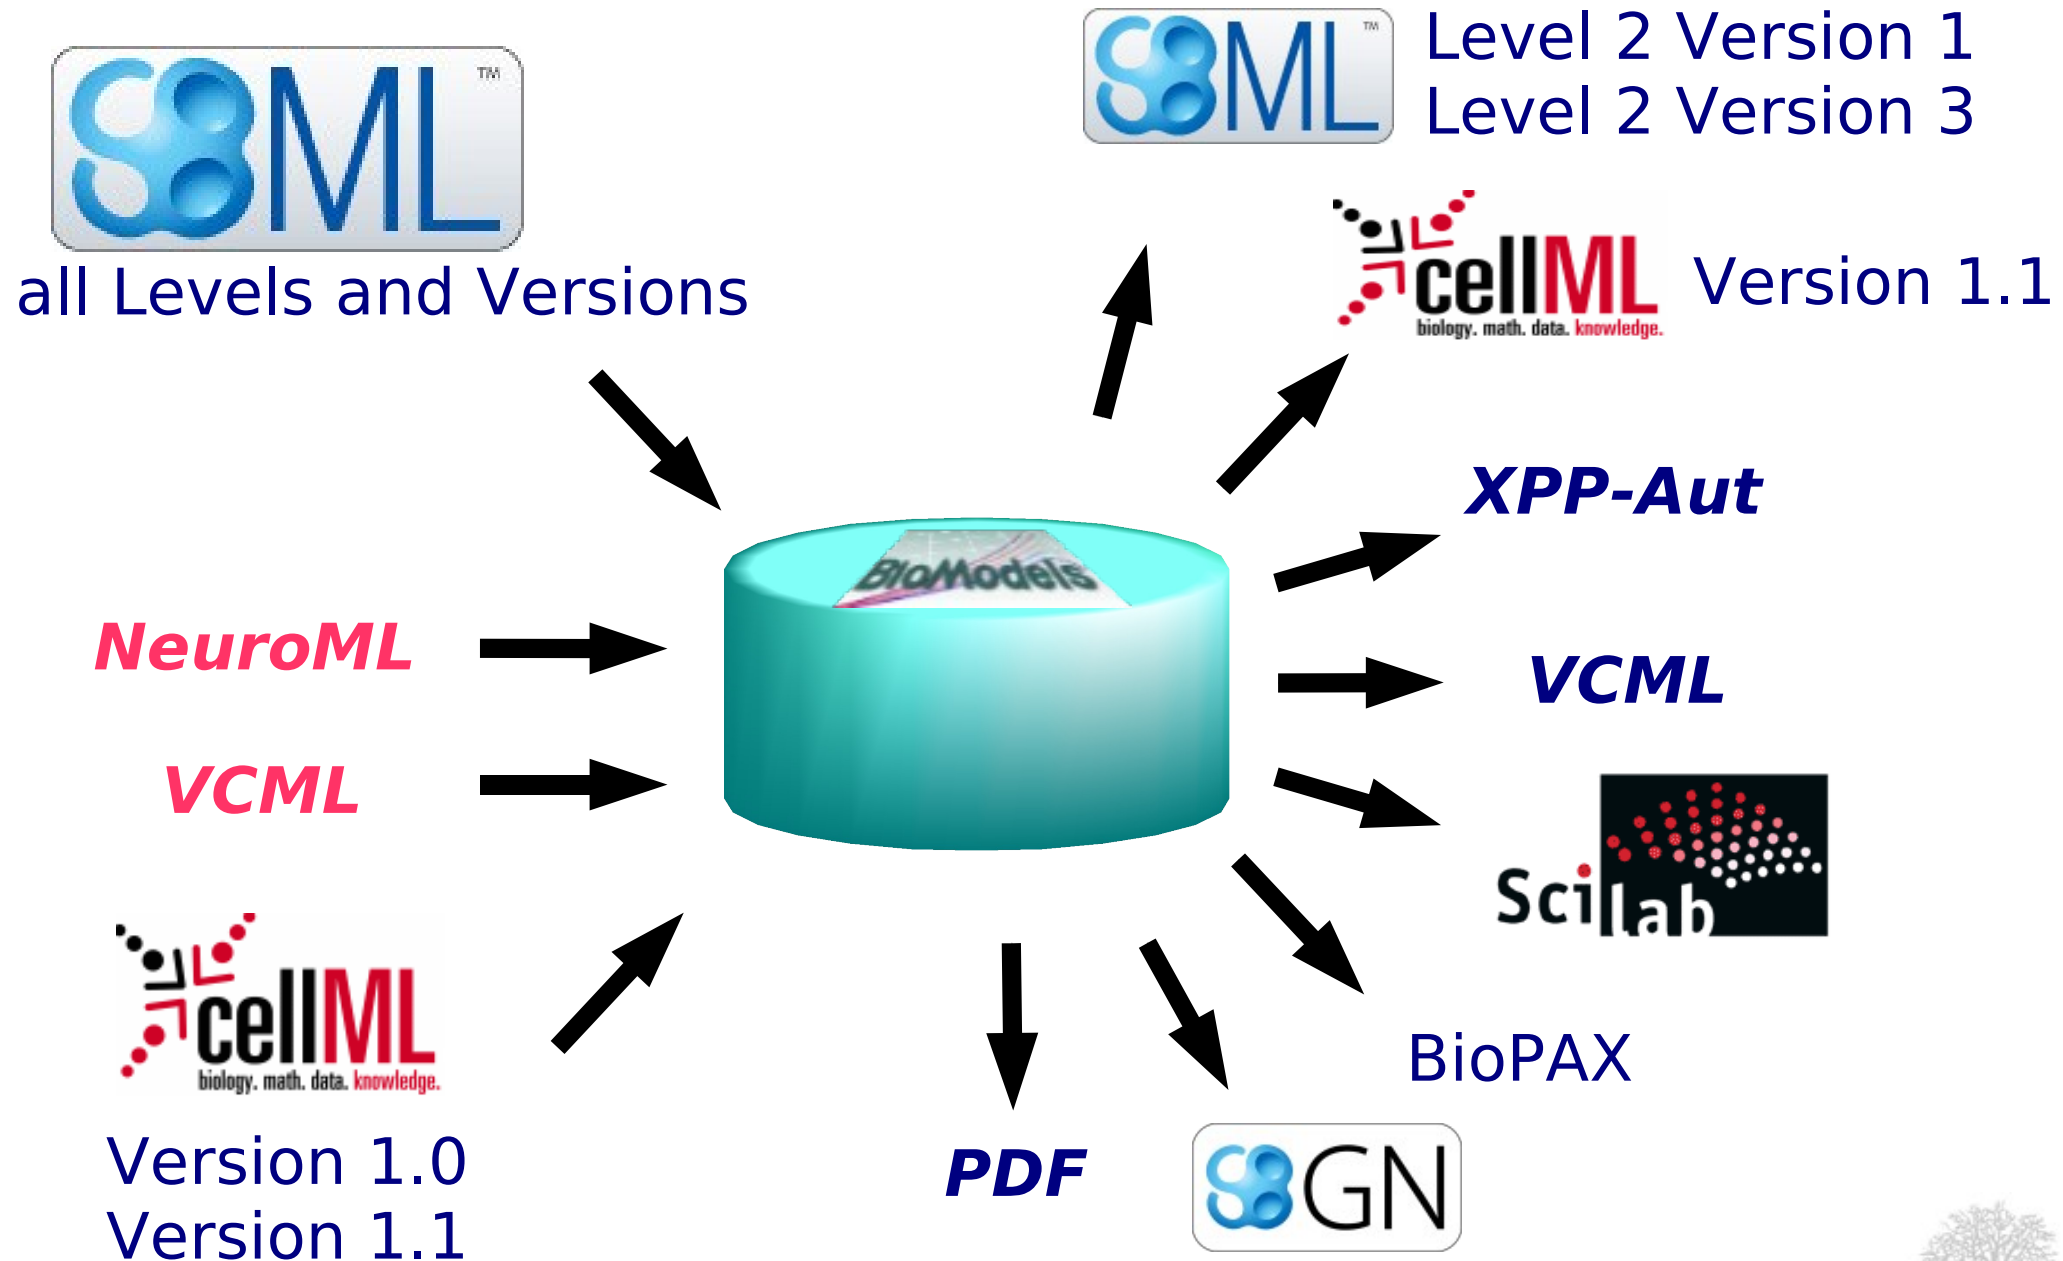 SBML™
all Levels and Versions
SBML™
Level 2 Version 1
Level 2 Version 3
cellML
biology. math. data. knowledge.
Version 1.1
XPP-Aut
BioModels
NeuroML
VCML
VCML
Scilab
cellML
biology. math. data. knowledge.
Version 1.0
Version 1.1
BioPAX
PDF
SBGN